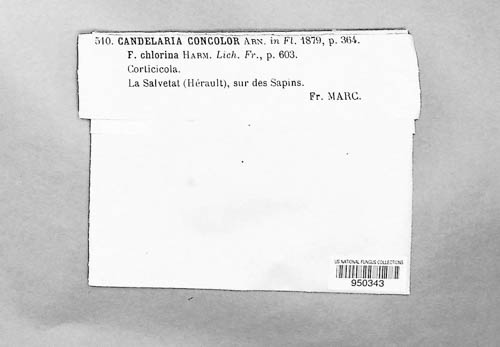 510. CANDELARIA CONCOLOR ARN. in Fl. 1879, p. 364.
F. chlorina HARM. Lich. Fr., p. 603.
Corticicola.
La Salvetat (Hérault), sur des Sapins.
Fr. MARC.
US NATIONAL FUNGUS COLLECTIONS
950343